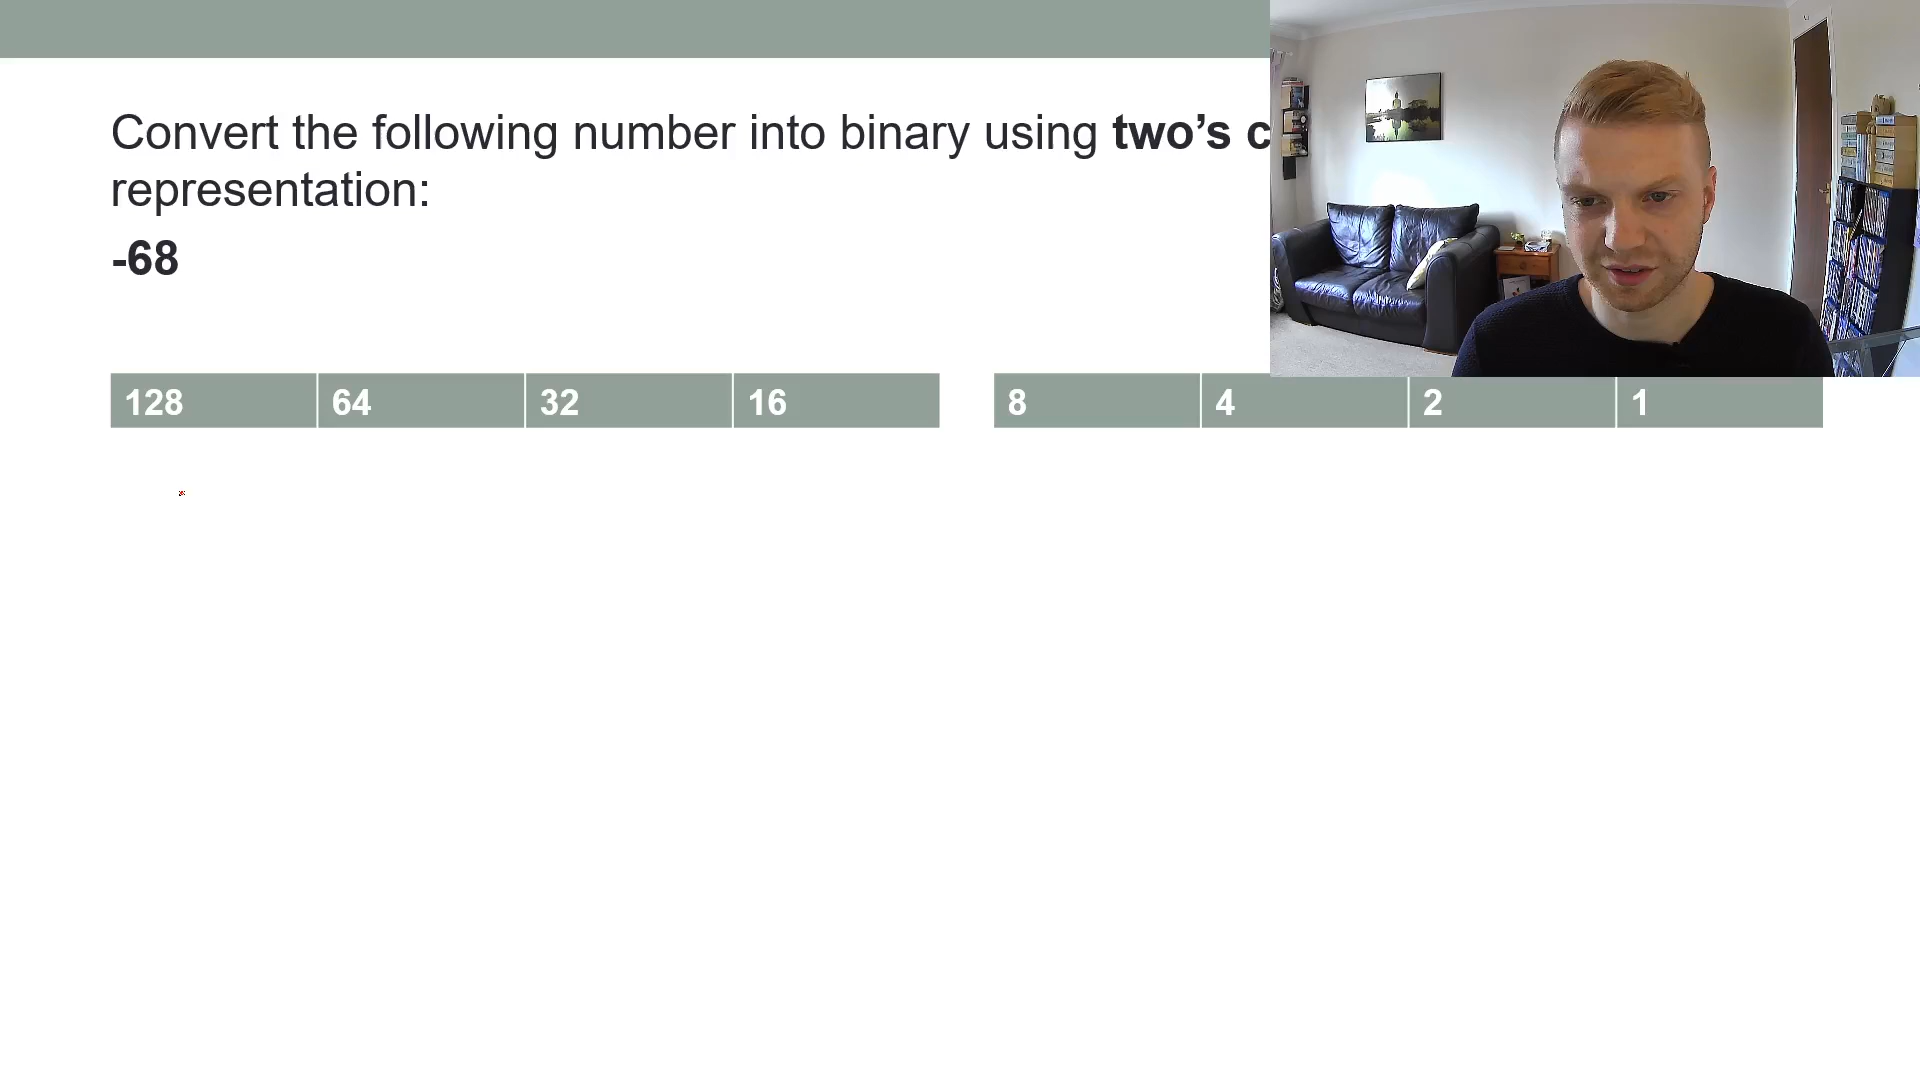 Convert the following number into binary using two’s c
representation:
-68
128 64 32 16 8 4 2 1